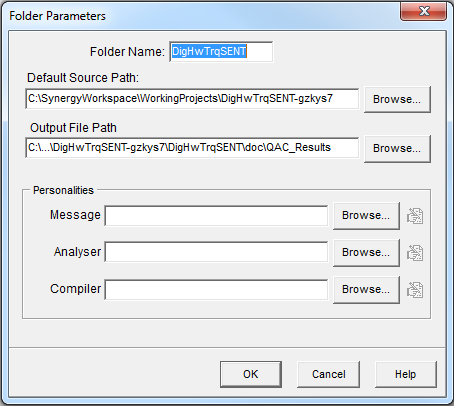 Folder Parameters
Folder Name: DigHwTrqSENT
Default Source Path:
C:\SynergyWorkspace\WorkingProjects\DigHwTrqSENT-gzkys7 Browse...
Output File Path
C:\...\DigHwTrqSENT-gzkys7\DigHwTrqSENT\doc\QAC_Results Browse...
Personalities
Message Browse...
Analyser Browse...
Compiler Browse...
OK Cancel Help